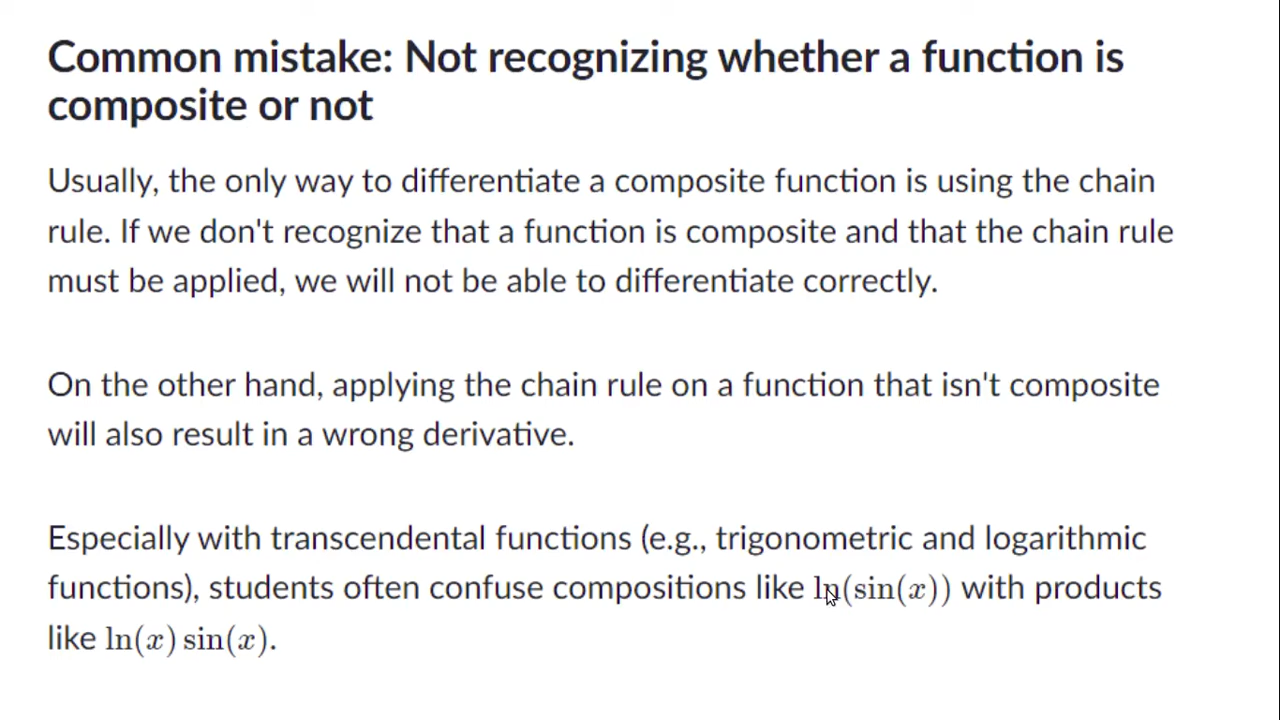 Common mistake: Not recognizing whether a function is
composite or not
Usually, the only way to differentiate a composite function is using the chain
rule. If we don't recognize that a function is composite and that the chain rule
must be applied, we will not be able to differentiate correctly.
On the other hand, applying the chain rule on a function that isn't composite
will also result in a wrong derivative.
Especially with transcendental functions (e.g., trigonometric and logarithmic
functions), students often confuse compositions like ln(sin(x)) with products
like ln(x) sin(x).